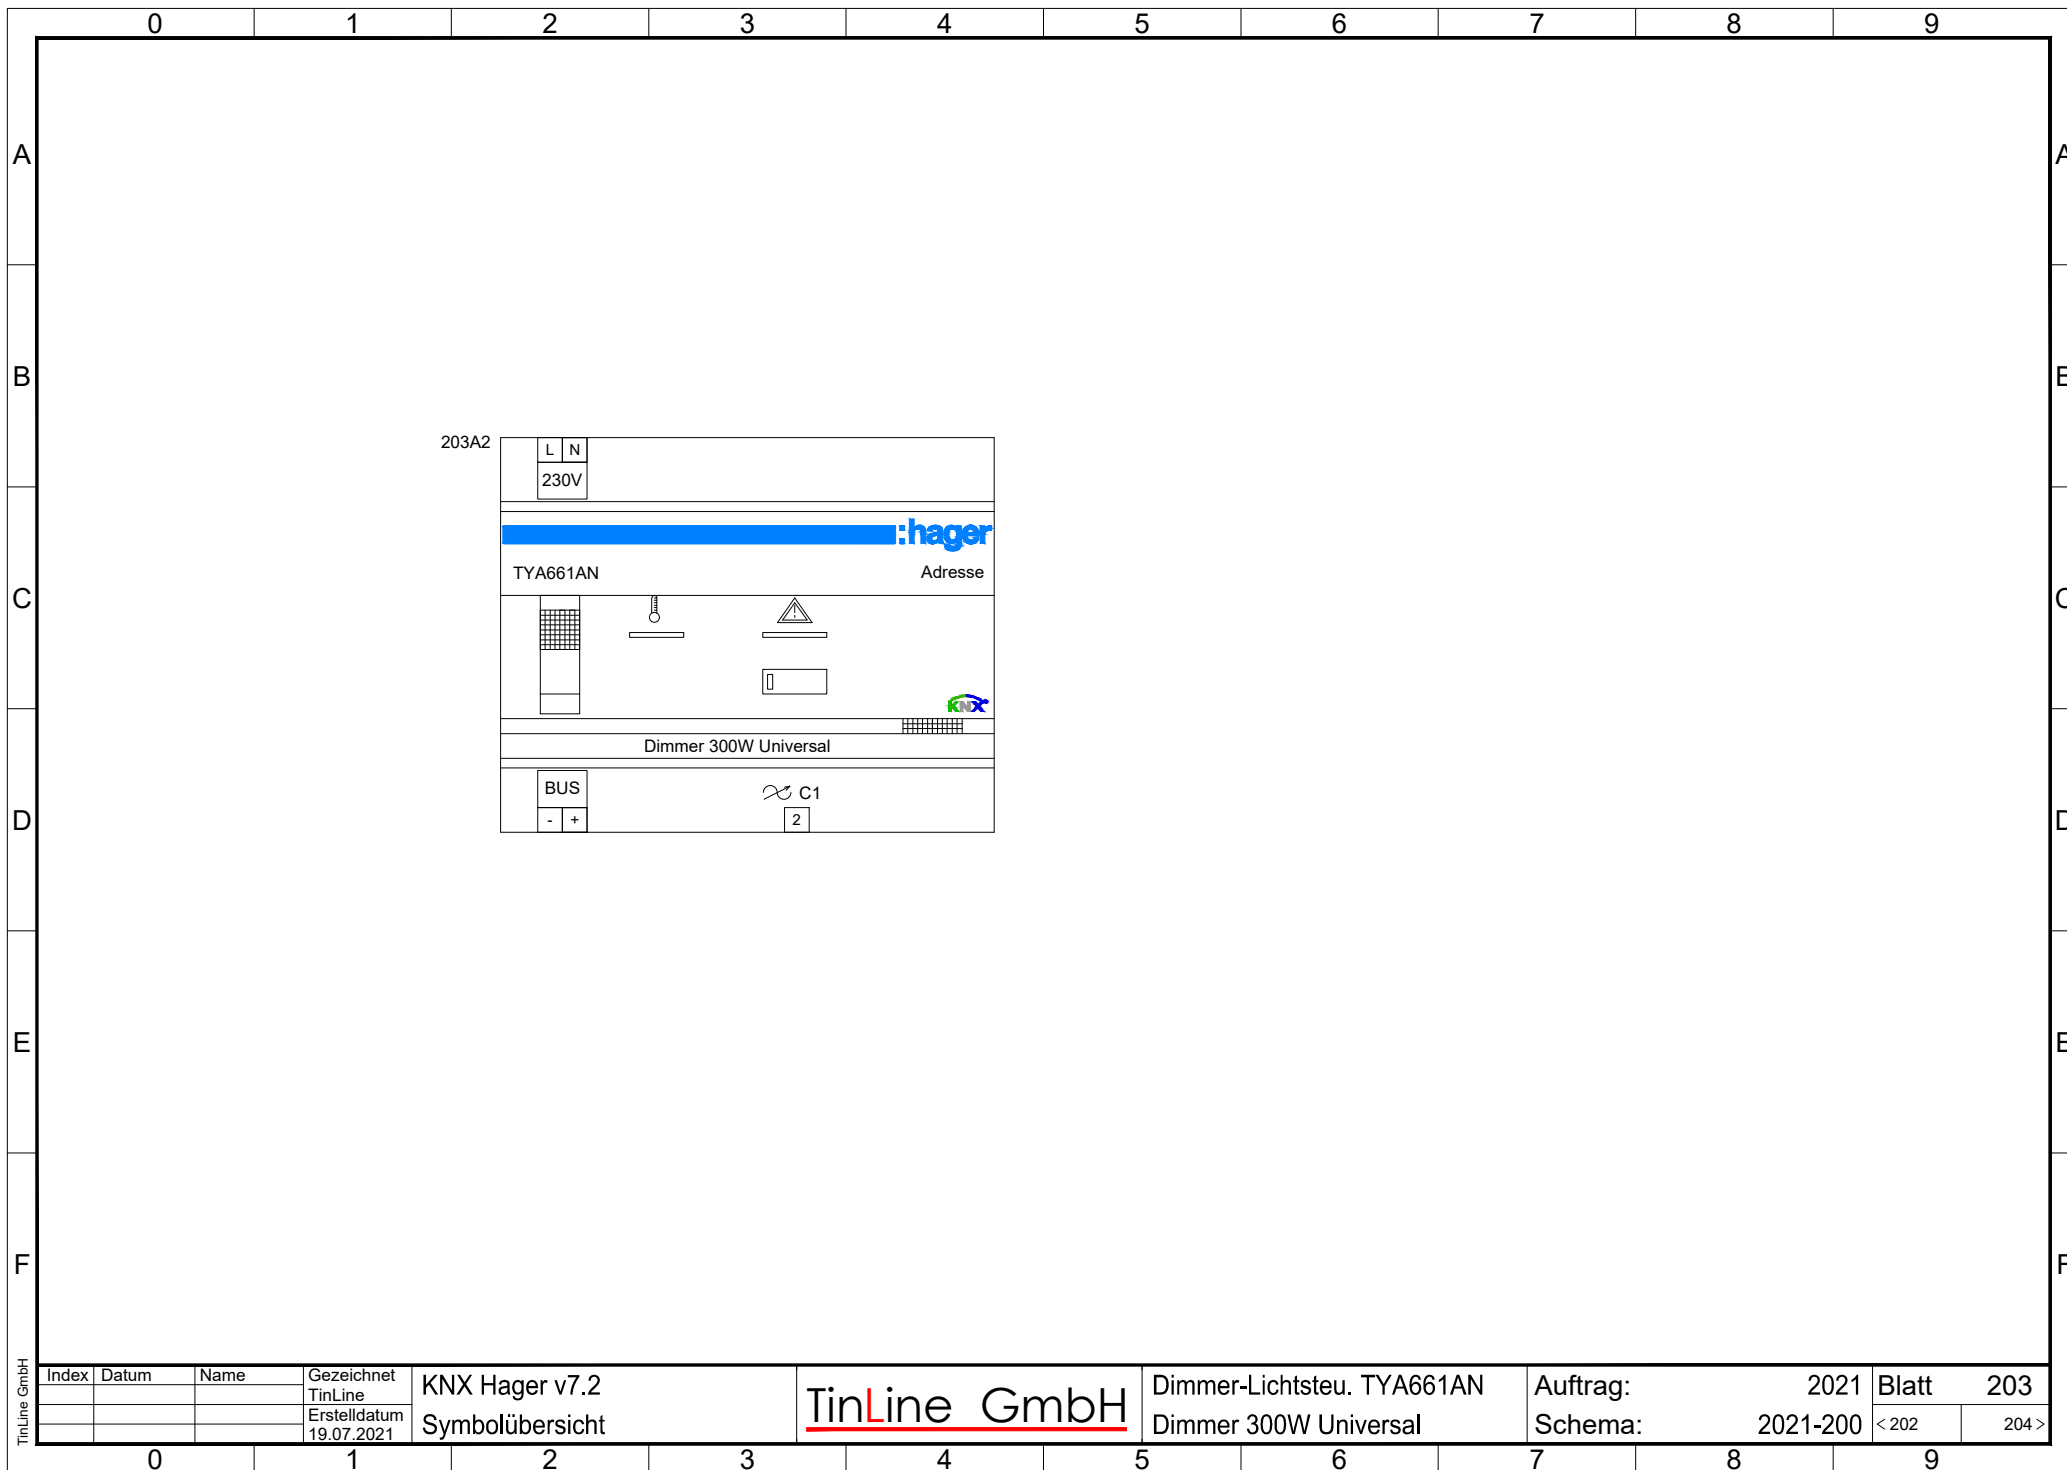 0 1 2 3 4 5 6 7 8 9
A A
B B
203A2
L N
230V
:hager
TYA661AN Adresse
C C
KNX
Dimmer 300W Universal
BUS C1
- + 2
D D
E E
F F
TinLine GmbH
Index Datum Name Gezeichnet
TinLine
Erstelldatum
19.07.2021
KNX Hager v7.2
Symbolübersicht
TinLine GmbH
Dimmer-Lichtsteu. TYA661AN
Dimmer 300W Universal
Auftrag: 2021
Schema: 2021-200
Blatt 203
< 202 204 >
0 1 2 3 4 5 6 7 8 9